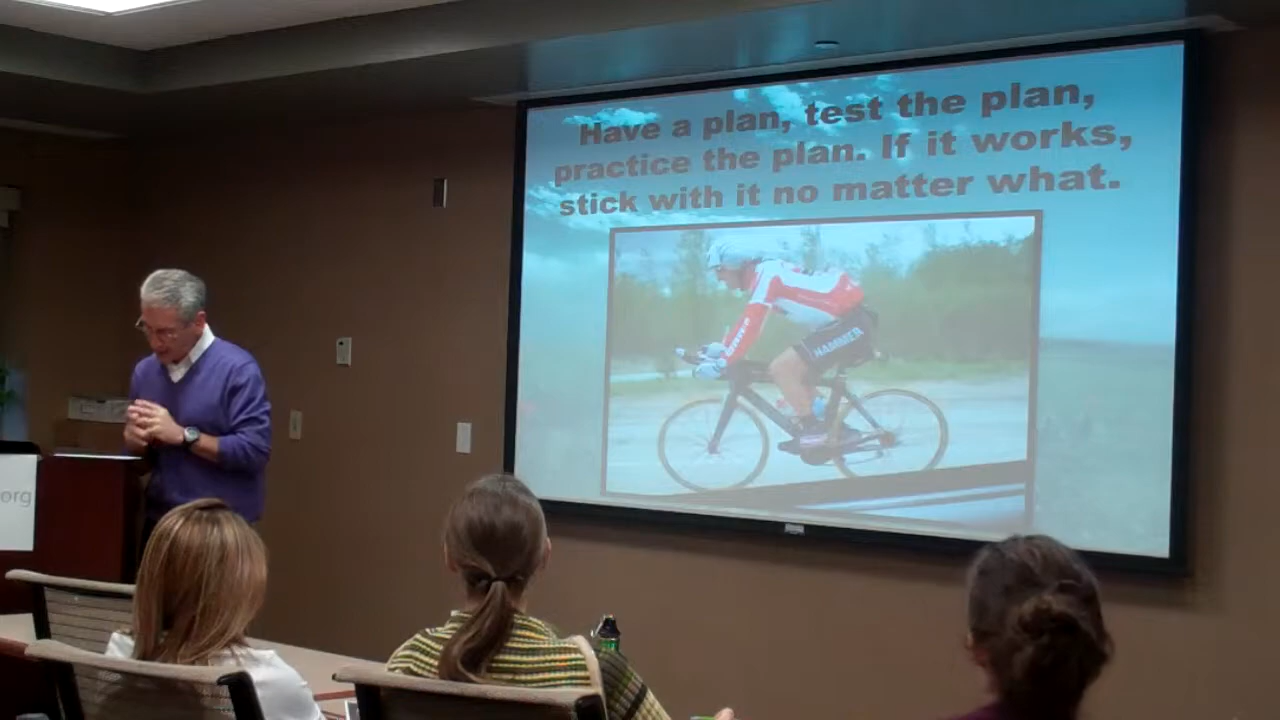 Have a plan, test the plan,
practice the plan. If it works,
stick with it no matter what.
HAMMER
org